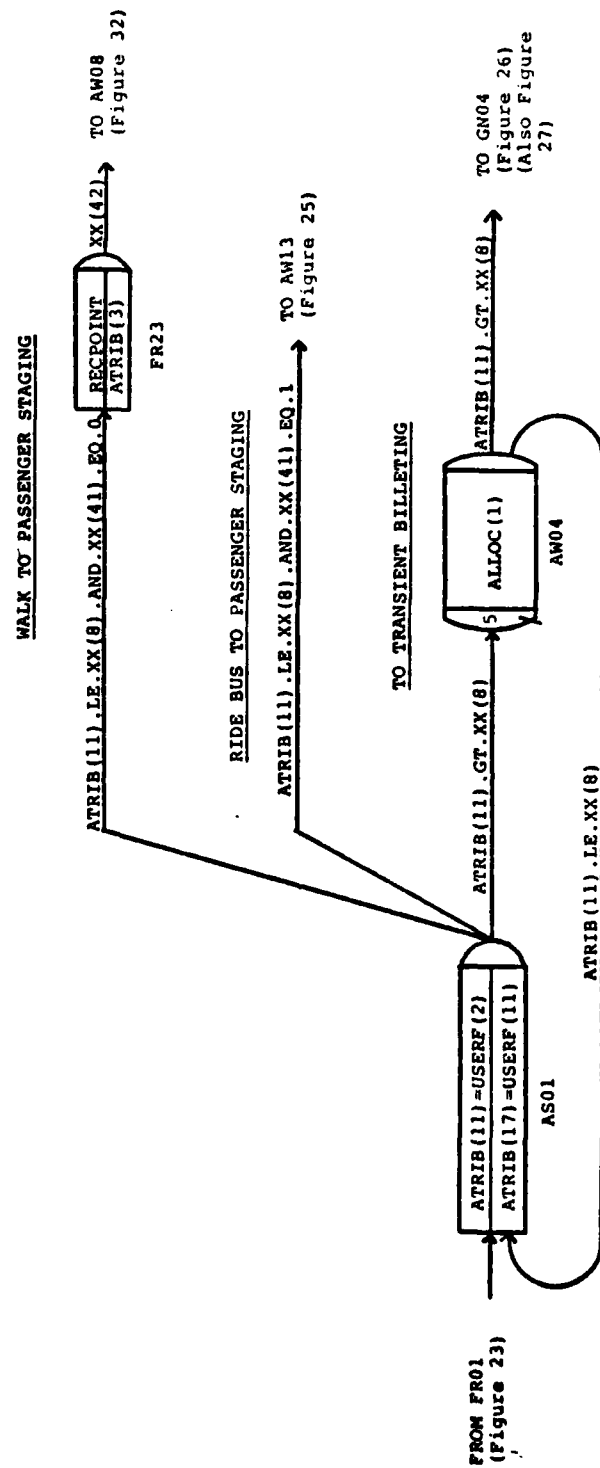 WALK TO PASSENGER STAGING
ATRIB(11).LE.XX(8).AND.XX(41).EQ.0
RECPOINT
ATRIB(3)
FR23
XX(42)
TO AW08
(Figure 32)
RIDE BUS TO PASSENGER STAGING
ATRIB(11).LE.XX(8).AND.XX(41).EQ.1
TO AW13
(Figure 25)
TO TRANSIENT BILLETING
FROM FR01
(Figure 23)
ATRIB(11)=USERF(2)
ATRIB(17)=USERF(11)
AS01
ATRIB(11).GT.XX(8)
5
ALLOC(1)
AW04
ATRIB(11).GT.XX(8)
TO GN04
(Figure 26)
(Also Figure
27)
ATRIB(11).LE.XX(8)